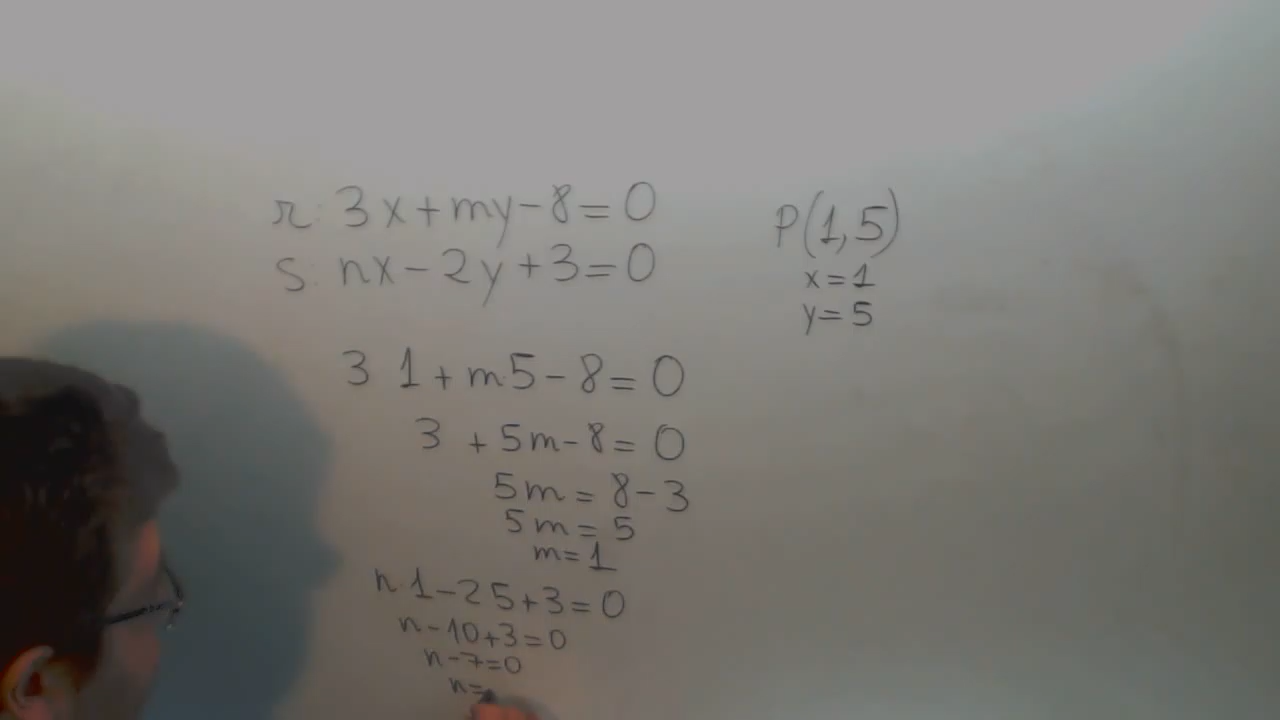 r: 3x+my-8=0
s: nx-2y+3=0
P(1,5)
x=1
y=5
3 1+m·5-8=0
3 +5m-8=0
5m=8-3
5m=5
m=1
n·1-2 5+3=0
n-10+3=0
n-7=0
n=